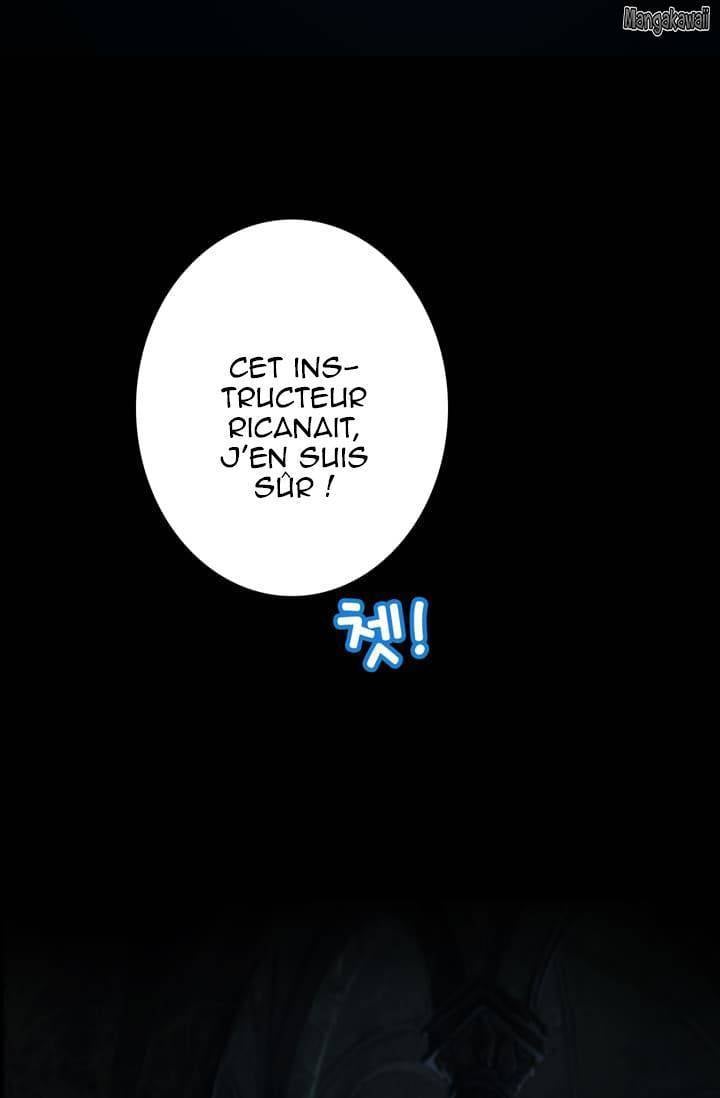 Mangakawaii
CET INS-
TRUCTEUR
RICANAIT,
J'EN SUIS
SÛR !
쳇!